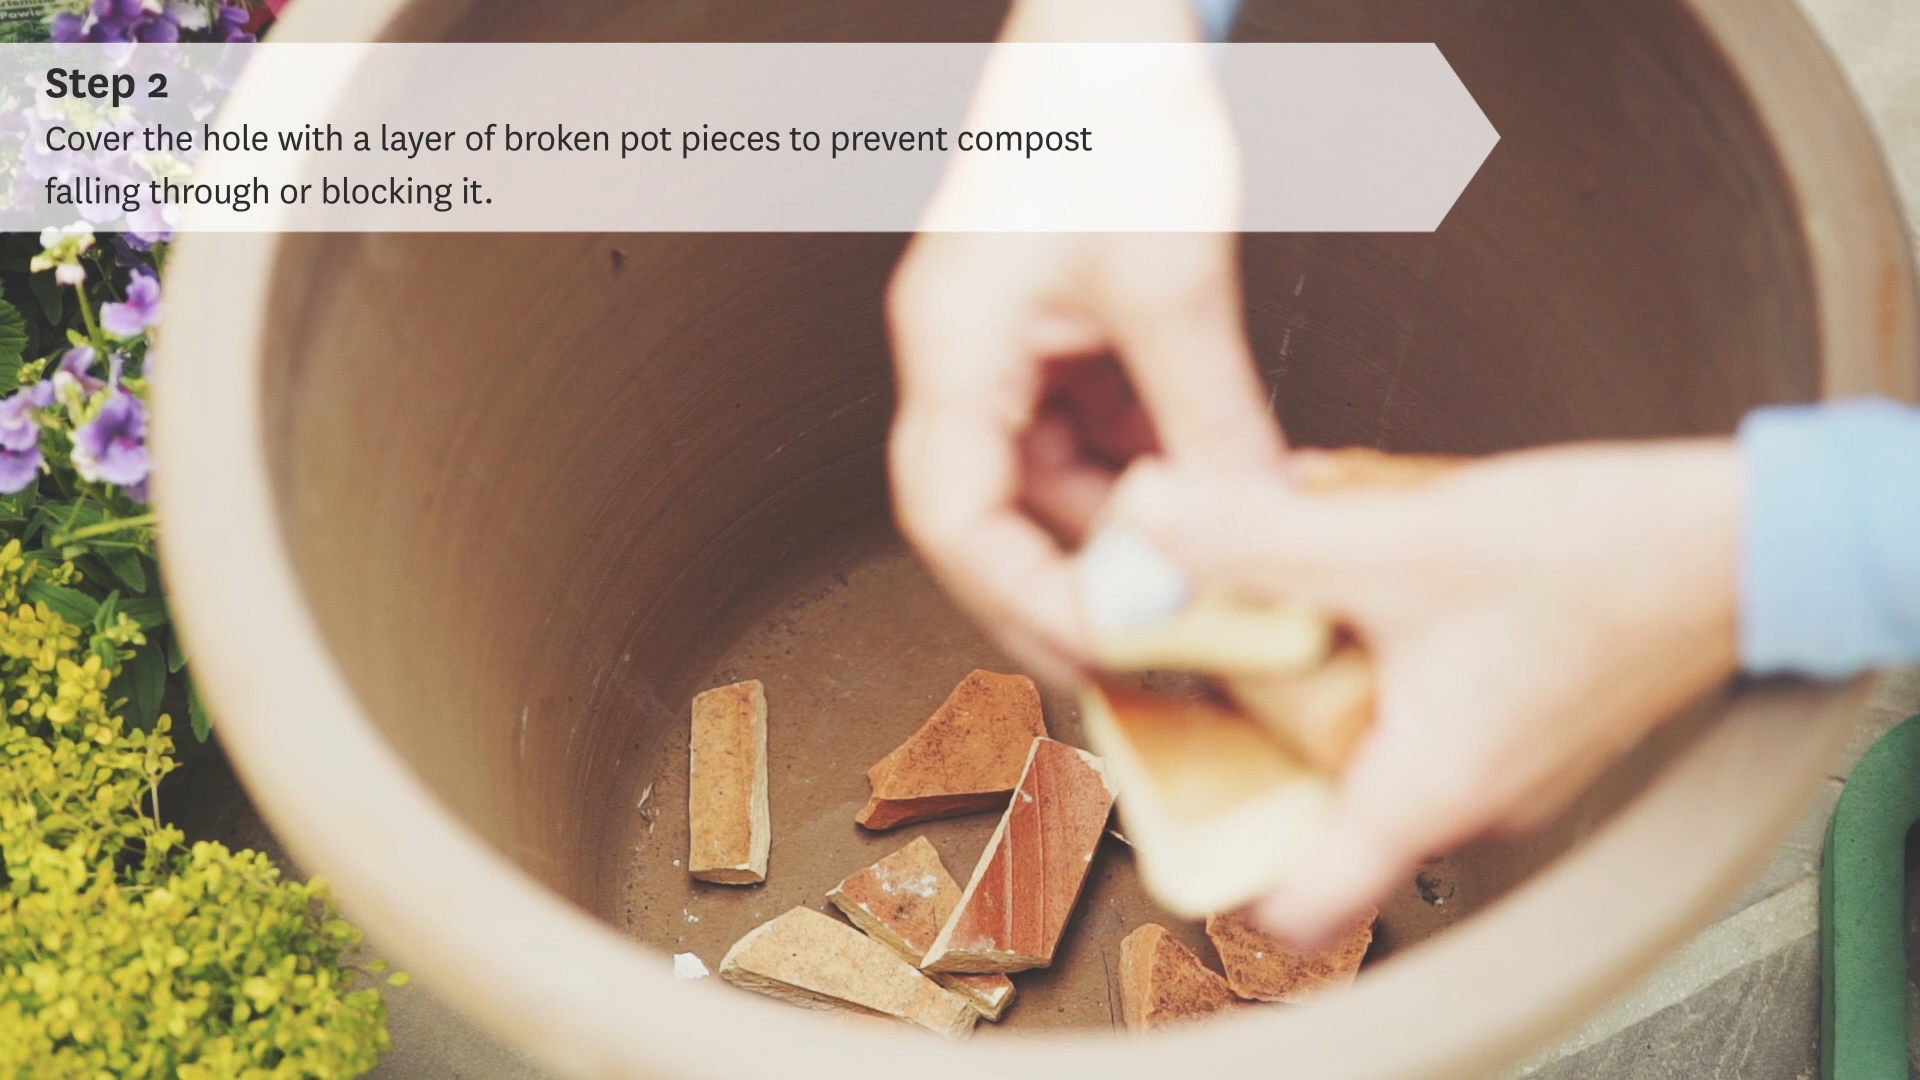 Step 2
Cover the hole with a layer of broken pot pieces to prevent compost
falling through or blocking it.